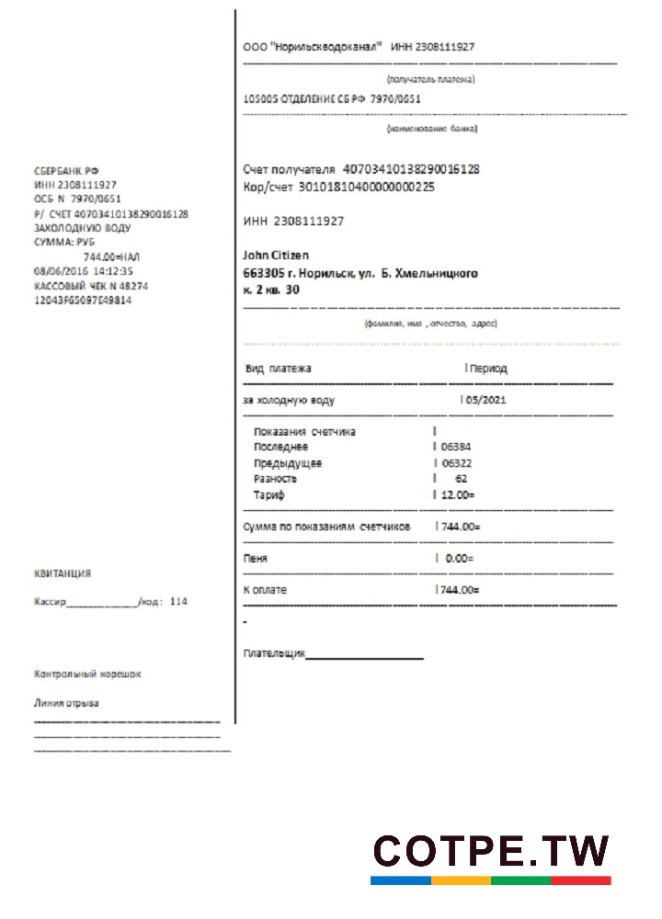 ООО "Норильскводоканал" ИНН 2308111927
(получатель платежа)
105005 ОТДЕЛЕНИЕ СБ РФ 7970/0651
(наименование банка)
Счет получателя 40703410138290016128
Кор/счет 30101810400000000225
ИНН 2308111927
John Citizen
663305 г. Норильск, ул. Б. Хмельницкого
к. 2 кв. 30
(фамилия, имя , отчество, адрес)
Вид платежа | Период
за холодную воду | 05/2021
Показания счетчика |
Последнее | 06384
Предыдущее | 06322
Разность | 62
Тариф | 12.00=
Сумма по показаниям счетчиков | 744.00=
Пеня | 0.00=
К оплате | 744.00=
-
Плательщик____________________
СБЕРБАНК РФ
ИНН 2308111927
ОСБ N 7970/0651
Р/ СЧЕТ 40703410138290016128
ЗАХОЛОДНУЮ ВОДУ
СУММА: РУБ
744.00=НАЛ
08/06/2016 14:12:35
КАССОВЫЙ ЧЕК N 48274
12043F65097E49814
КВИТАНЦИЯ
Кассир____________/код: 114
Контрольный корешок
Линия отрыва
COTPE.TW